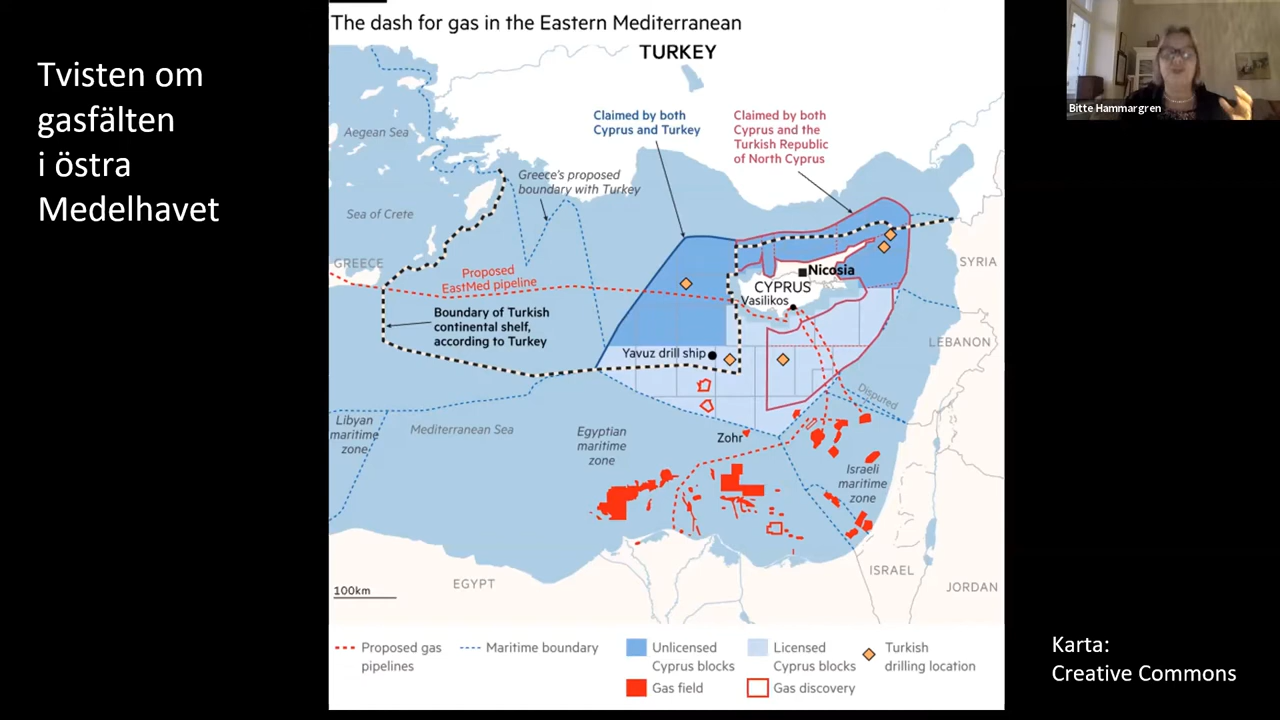 Tvisten om
gasfälten
i östra
Medelhavet
The dash for gas in the Eastern Mediterranean
TURKEY
Bitte Hammargren
Claimed by both
Cyprus and Turkey
Claimed by both
Cyprus and the
Turkish Republic
of North Cyprus
Aegean Sea
Greece's proposed
boundary with Turkey
Sea of Crete
GREECE
Proposed
EastMed pipeline
Nicosia
CYPRUS
Vasilikos
SYRIA
Boundary of Turkish
continental shelf,
according to Turkey
Yavuz drill ship
LEBANON
Disputed
Libyan
maritime
zone
Mediterranean Sea
Egyptian
maritime
zone
Zohr
Israeli
maritime
zone
EGYPT
ISRAEL
JORDAN
100km
Proposed gas
pipelines
Maritime boundary
Unlicensed
Cyprus blocks
Licensed
Cyprus blocks
Turkish
drilling location
Gas field
Gas discovery
Karta:
Creative Commons